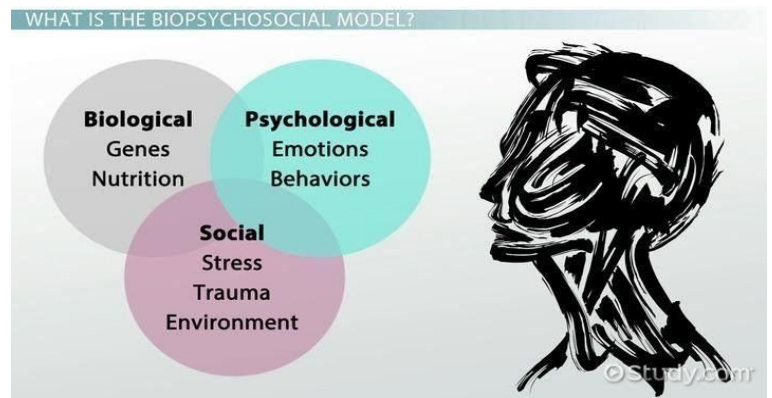 WHAT IS THE BIOPSYCHOSOCIAL MODEL?
Biological
Genes
Nutrition
Psychological
Emotions
Behaviors
Social
Stress
Trauma
Environment
Study.com